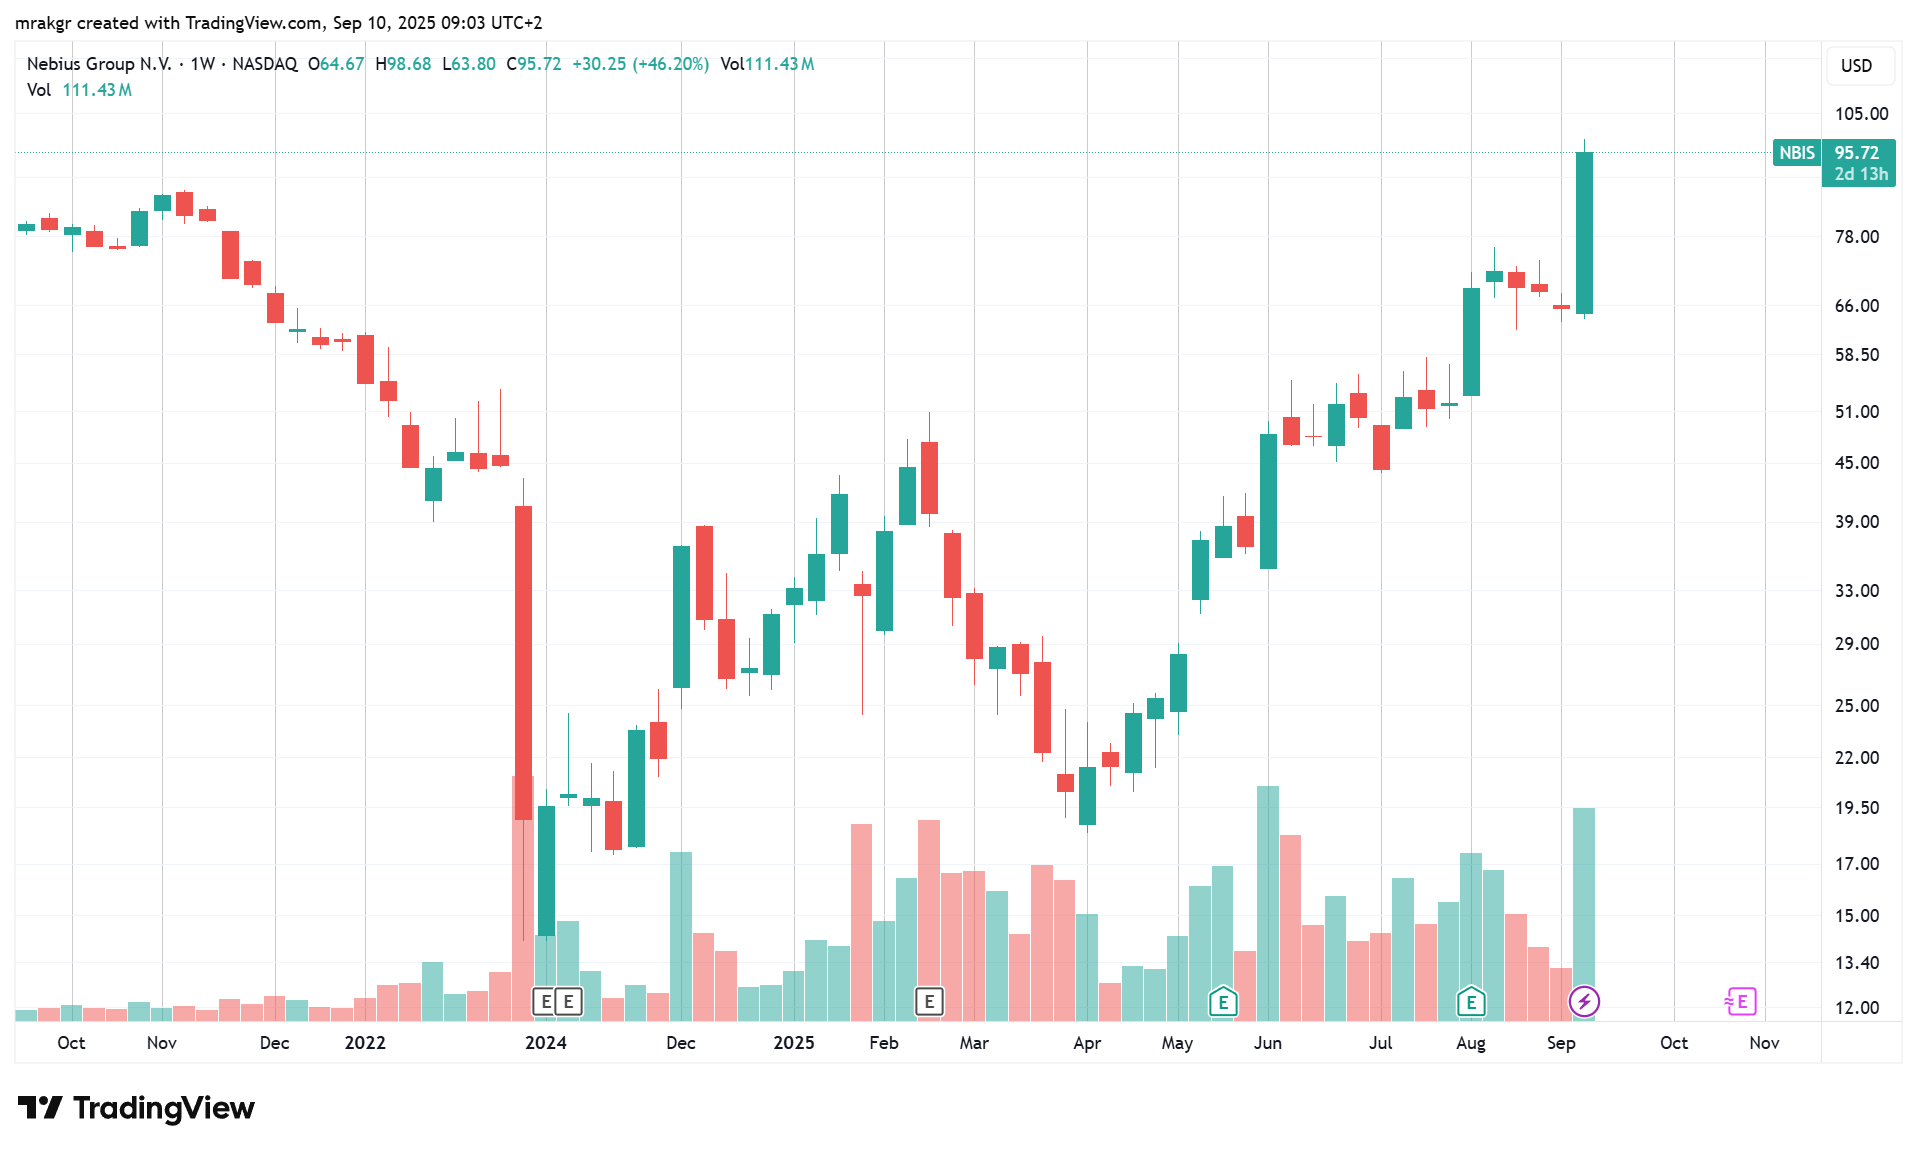 mrakgr created with TradingView.com, Sep 10, 2025 09:03 UTC+2
Nebius Group N.V. · 1W · NASDAQ O64.67 H98.68 L63.80 C95.72 +30.25 (+46.20%) Vol111.43M
Vol 111.43M
USD
105.00
NBIS 95.72
2d 13h
78.00
66.00
58.50
51.00
45.00
39.00
33.00
29.00
25.00
22.00
19.50
17.00
15.00
13.40
12.00
E E E E E ≈E
Oct Nov Dec 2022 2024 Dec 2025 Feb Mar Apr May Jun Jul Aug Sep Oct Nov
TradingView